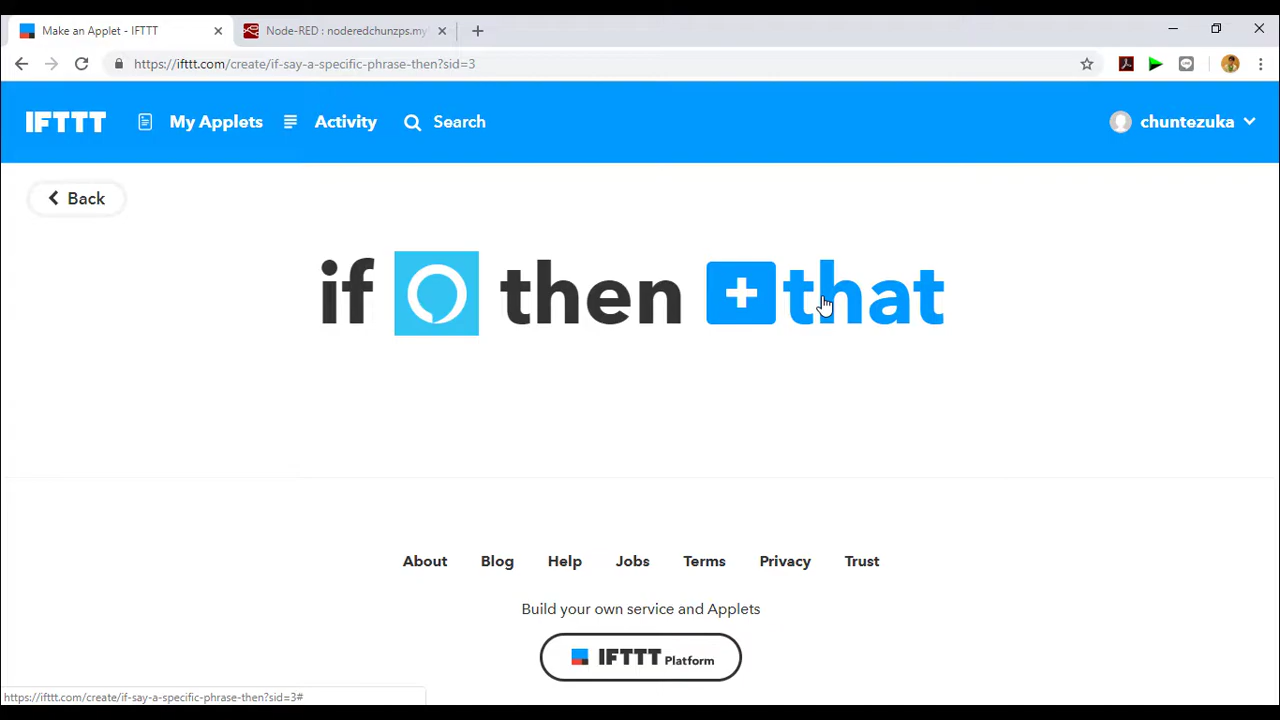 Make an Applet - IFTTT
Node-RED : noderedchunzps.my
https://ifttt.com/create/if-say-a-specific-phrase-then?sid=3
IFTTT My Applets Activity Search chuntezuka
Back
if then + that
About Blog Help Jobs Terms Privacy Trust
Build your own service and Applets
IFTTT Platform
https://ifttt.com/create/if-say-a-specific-phrase-then?sid=3#